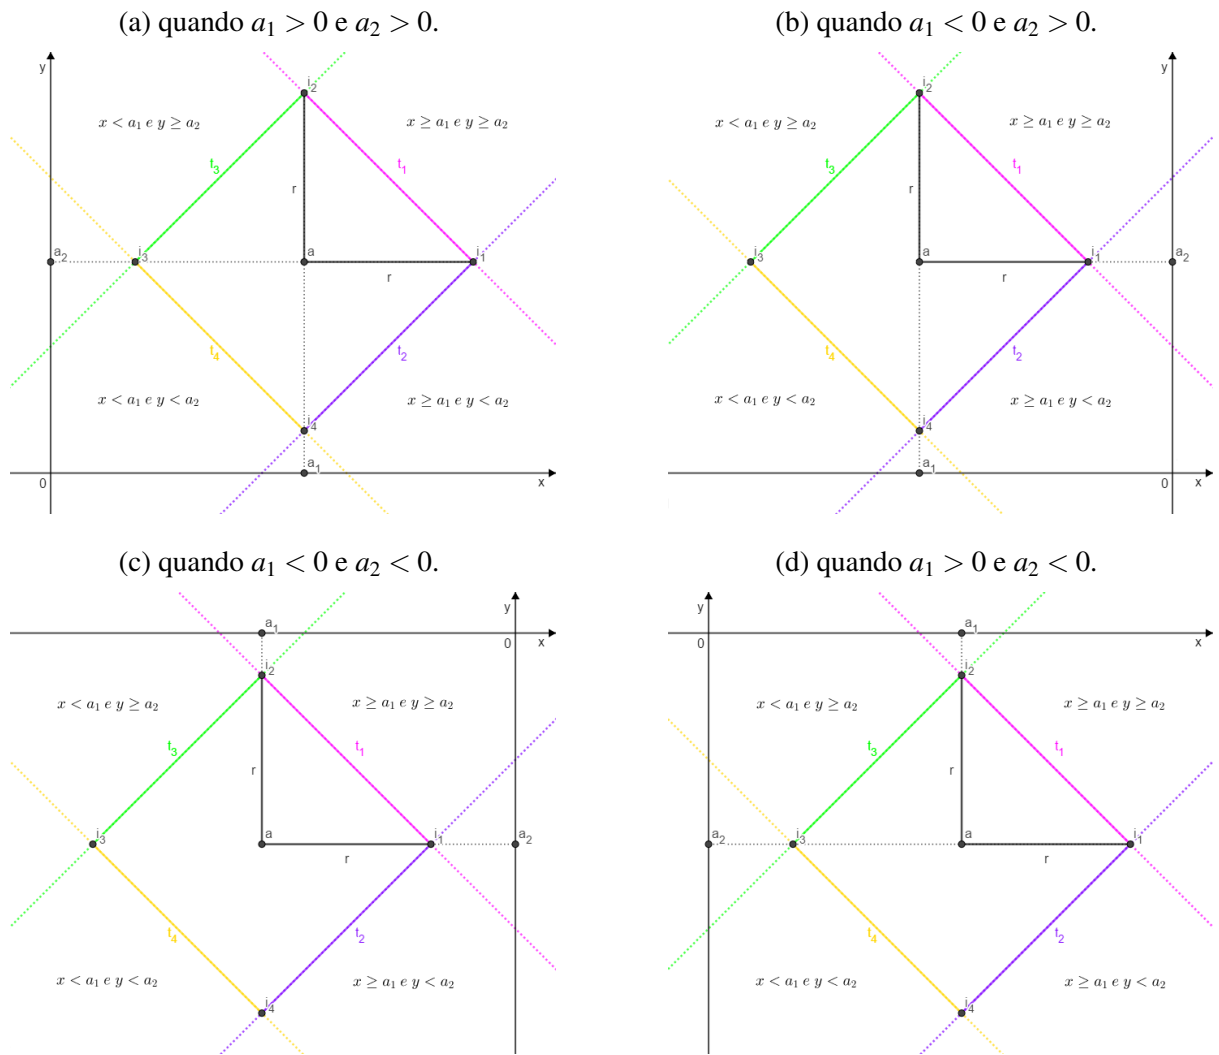 (a) quando a₁ > 0 e a₂ > 0.
y
i₂
x < a₁ e y ≥ a₂
x ≥ a₁ e y ≥ a₂
t₃
t₁
r
a₂
i₃
a
i₁
r
t₄
t₂
x < a₁ e y < a₂
x ≥ a₁ e y < a₂
i₄
a₁
0
x
(b) quando a₁ < 0 e a₂ > 0.
y
i₂
x < a₁ e y ≥ a₂
x ≥ a₁ e y ≥ a₂
t₃
t₁
r
i₃
a
i₁
a₂
r
t₄
t₂
x < a₁ e y < a₂
x ≥ a₁ e y < a₂
i₄
a₁
0
x
(c) quando a₁ < 0 e a₂ < 0.
y
a₁
0
x
i₂
x < a₁ e y ≥ a₂
x ≥ a₁ e y ≥ a₂
t₃
t₁
r
i₃
a
i₁
a₂
r
t₄
t₂
x < a₁ e y < a₂
x ≥ a₁ e y < a₂
i₄
(d) quando a₁ > 0 e a₂ < 0.
y
a₁
0
x
i₂
x < a₁ e y ≥ a₂
x ≥ a₁ e y ≥ a₂
t₃
t₁
r
a₂
i₃
a
i₁
r
t₄
t₂
x < a₁ e y < a₂
x ≥ a₁ e y < a₂
i₄